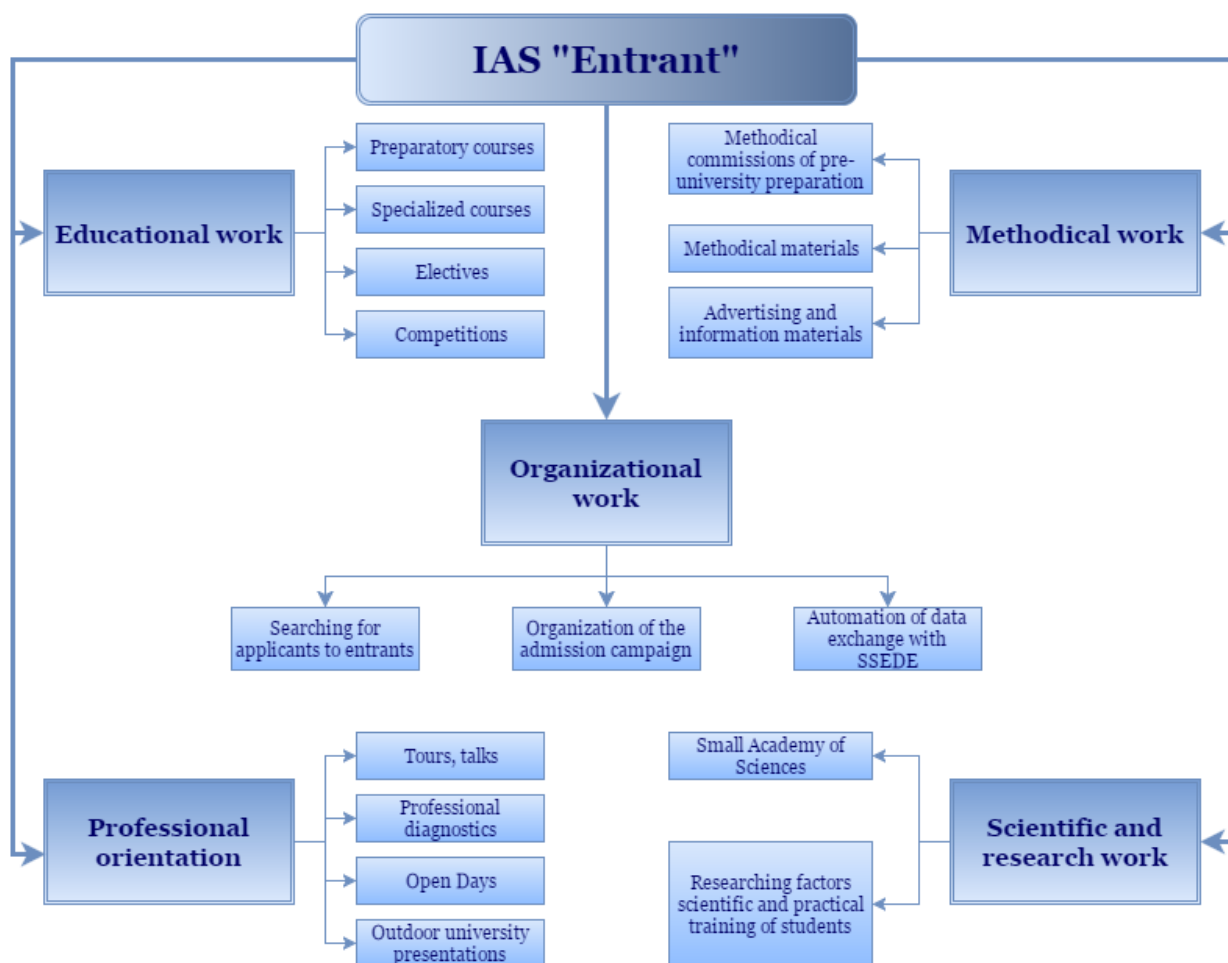 IAS "Entrant"
Educational work
Preparatory courses
Specialized courses
Electives
Competitions
Methodical
commissions of pre-
university preparation
Methodical materials
Advertising and
information materials
Methodical work
Organizational
work
Searching for
applicants to entrants
Organization of the
admission campaign
Automation of data
exchange with
SSEDE
Professional
orientation
Tours, talks
Professional
diagnostics
Open Days
Outdoor university
presentations
Small Academy of
Sciences
Researching factors
scientific and practical
training of students
Scientific and
research work